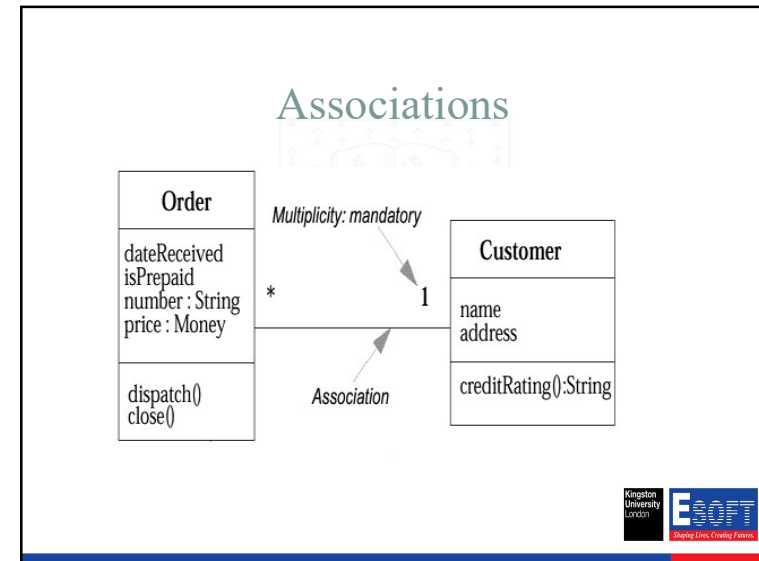 Associations
Order
dateReceived
isPrepaid
number : String
price : Money
dispatch()
close()
Multiplicity: mandatory
*
1
Association
Customer
name
address
creditRating():String
Kingston
University
London
ESOFT
Shaping Lives, Creating Futures.